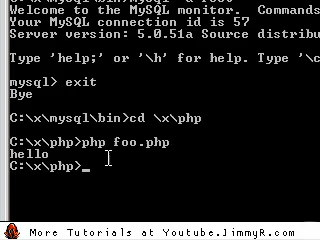 Welcome to the MySQL monitor. Commands
Your MySQL connection id is 57
Server version: 5.0.51a Source distribu
Type 'help;' or '\h' for help. Type '\c
mysql> exit
Bye
C:\x\mysql\bin>cd \x\php
C:\x\php>php foo.php
hello
C:\x\php>_
More Tutorials at Youtube.JimmyR.com